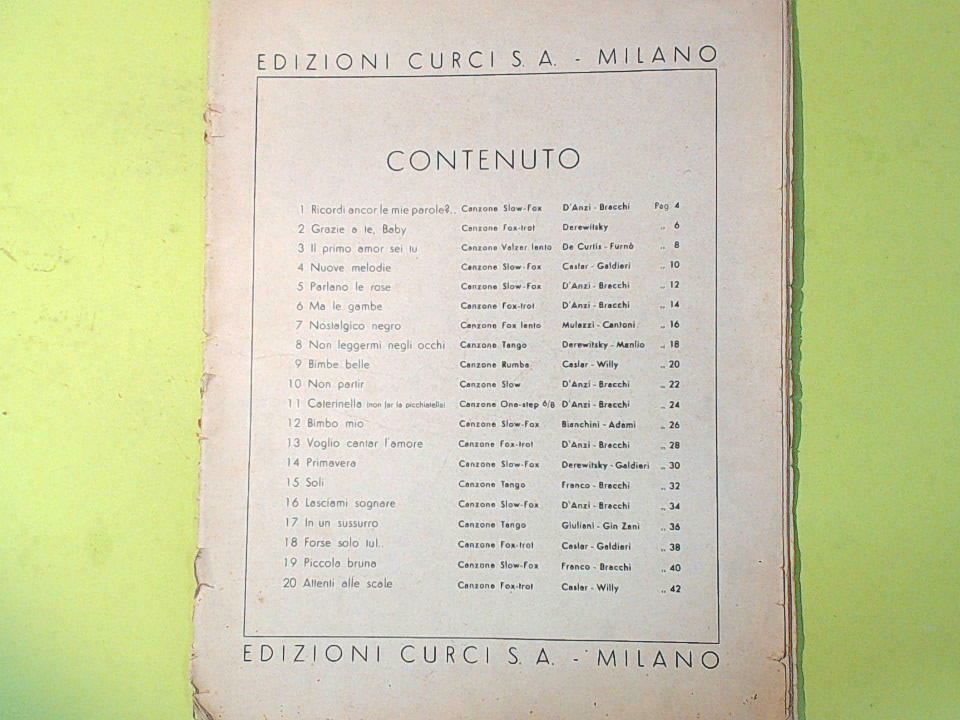 EDIZIONI CURCI S. A. - MILANO
CONTENUTO
1 Ricordi ancor le mie parole?.. Canzone Slow-Fox D'Anzi - Bracchi Pag. 4
2 Grazie a te, Baby Canzone Fox-trot Derewitsky „ 6
3 Il primo amor sei tu Canzone Valzer lento De Curtis - Furnò „ 8
4 Nuove melodie Canzone Slow-Fox Caslar - Galdieri „ 10
5 Parlano le rose Canzone Slow-Fox D'Anzi - Bracchi „ 12
6 Ma le gambe Canzone Fox-trot D'Anzi - Bracchi „ 14
7 Nostalgico negro Canzone Fox lento Mulazzi - Cantoni „ 16
8 Non leggermi negli occhi Canzone Tango Derewitsky - Manlio „ 18
9 Bimbe belle Canzone Rumba Caslar - Willy „ 20
10 Non partir Canzone Slow D'Anzi - Bracchi „ 22
11 Caterinella (non far la picchiatella) Canzone One-step 6/8 D'Anzi - Bracchi „ 24
12 Bimbo mio Canzone Slow-Fox Bianchini - Adami „ 26
13 Voglio cantar l'amore Canzone Fox-trot D'Anzi - Bracchi „ 28
14 Primavera Canzone Slow-Fox Derewitsky - Galdieri „ 30
15 Soli Canzone Tango Franco - Bracchi „ 32
16 Lasciami sognare Canzone Slow-Fox D'Anzi - Bracchi „ 34
17 In un sussurro Canzone Tango Giuliani - Gin Zani „ 36
18 Forse solo tu!.. Canzone Fox-trot Caslar - Galdieri „ 38
19 Piccola bruna Canzone Slow-Fox Franco - Bracchi „ 40
20 Attenti alle scale Canzone Fox-trot Caslar - Willy „ 42
EDIZIONI CURCI S. A. - MILANO